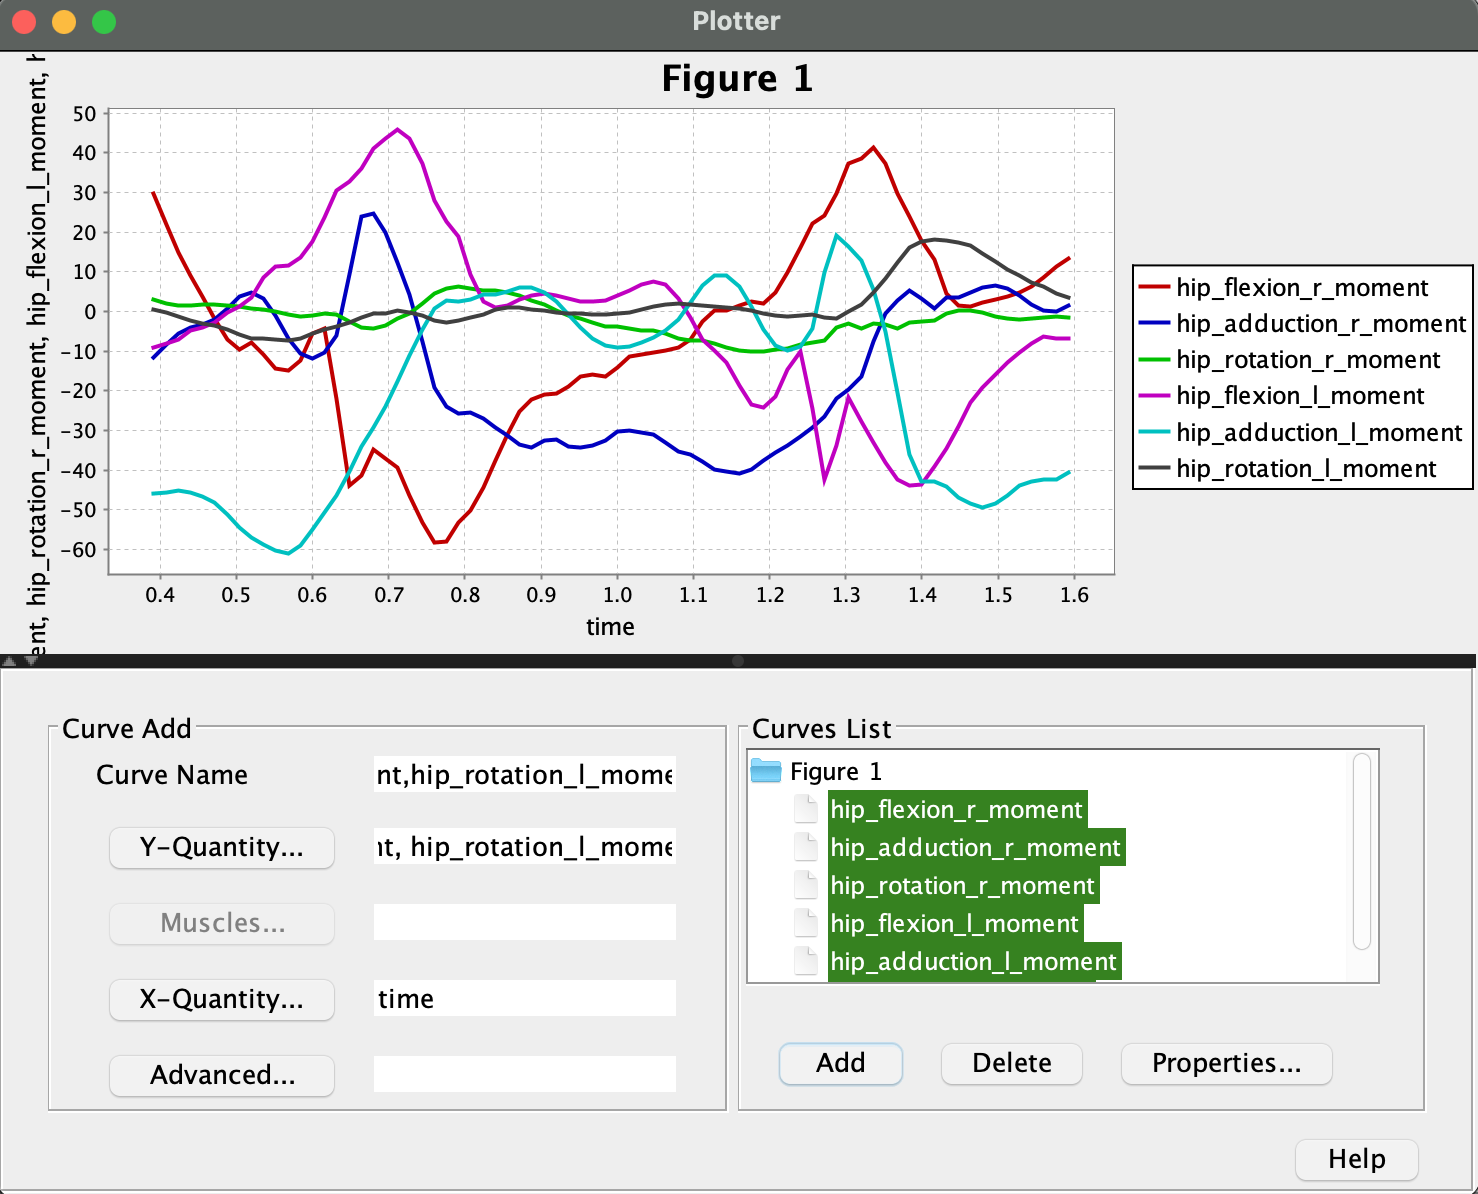 Plotter
Figure 1
ent, hip_rotation_r_moment, hip_flexion_l_moment, h
50
40
30
20
10
0
-10
-20
-30
-40
-50
-60
0.4 0.5 0.6 0.7 0.8 0.9 1.0 1.1 1.2 1.3 1.4 1.5 1.6
time
hip_flexion_r_moment
hip_adduction_r_moment
hip_rotation_r_moment
hip_flexion_l_moment
hip_adduction_l_moment
hip_rotation_l_moment
Curve Add
Curve Name nt,hip_rotation_l_mome
Y-Quantity... nt, hip_rotation_l_mome
Muscles...
X-Quantity... time
Advanced...
Curves List
Figure 1
hip_flexion_r_moment
hip_adduction_r_moment
hip_rotation_r_moment
hip_flexion_l_moment
hip_adduction_l_moment
Add Delete Properties...
Help